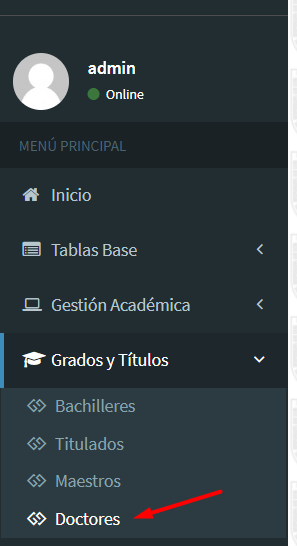 admin
Online
MENÚ PRINCIPAL
Inicio
Tablas Base
Gestión Académica
Grados y Títulos
Bachilleres
Titulados
Maestros
Doctores